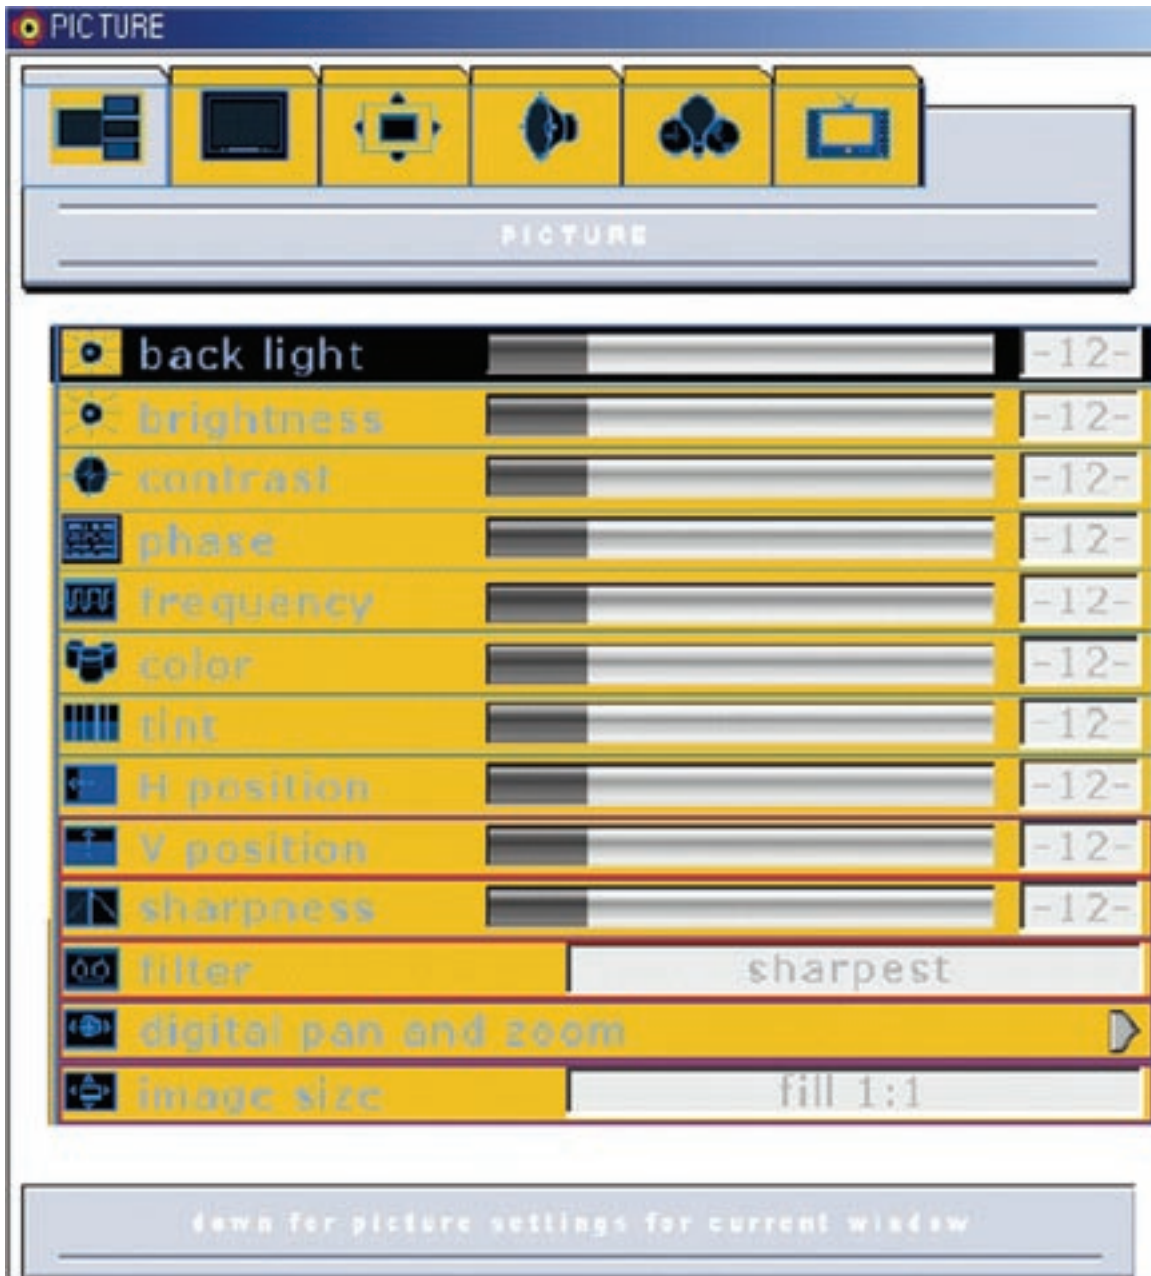 PICTURE
PICTURE
back light -12-
brightness -12-
contrast -12-
phase -12-
frequency -12-
color -12-
tint -12-
H position -12-
V position -12-
sharpness -12-
filter sharpest
digital pan and zoom
image size fill 1:1
down for picture settings for current window